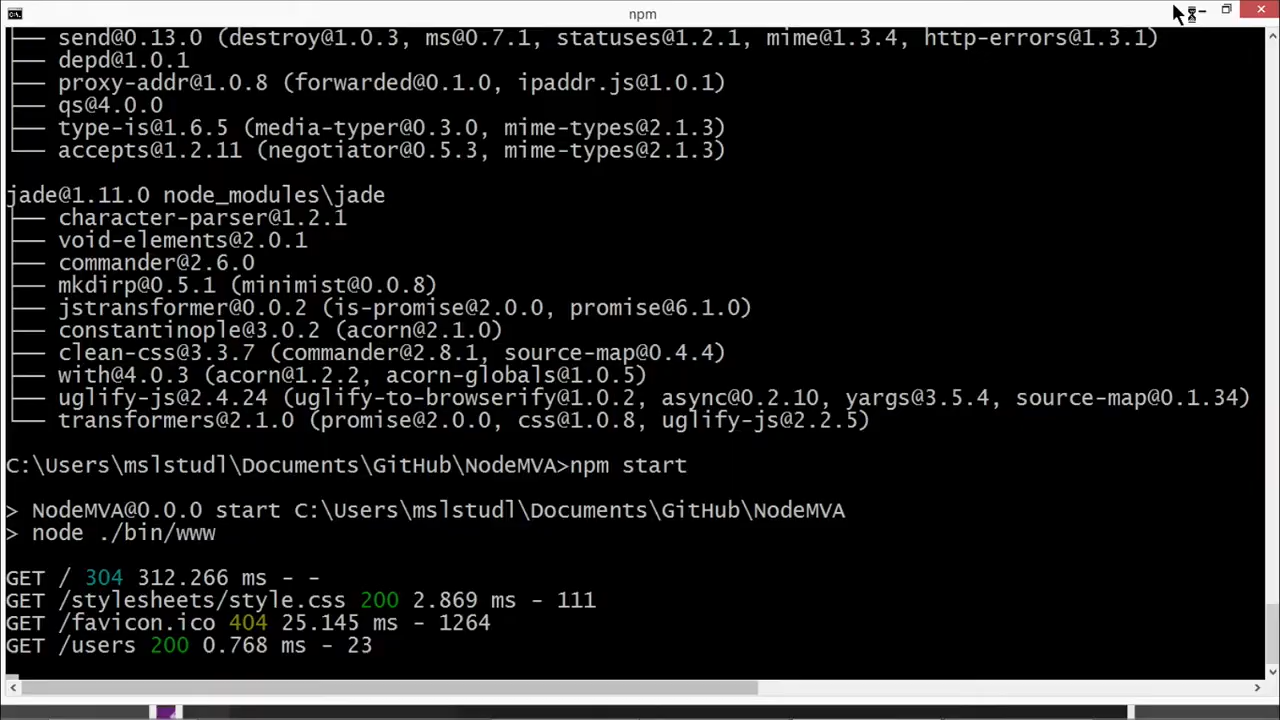 npm
├── send@0.13.0 (destroy@1.0.3, ms@0.7.1, statuses@1.2.1, mime@1.3.4, http-errors@1.3.1)
├── depd@1.0.1
├── proxy-addr@1.0.8 (forwarded@0.1.0, ipaddr.js@1.0.1)
├── qs@4.0.0
├── type-is@1.6.5 (media-typer@0.3.0, mime-types@2.1.3)
└── accepts@1.2.11 (negotiator@0.5.3, mime-types@2.1.3)
jade@1.11.0 node_modules\jade
├── character-parser@1.2.1
├── void-elements@2.0.1
├── commander@2.6.0
├── mkdirp@0.5.1 (minimist@0.0.8)
├── jstransformer@0.0.2 (is-promise@2.0.0, promise@6.1.0)
├── constantinople@3.0.2 (acorn@2.1.0)
├── clean-css@3.3.7 (commander@2.8.1, source-map@0.4.4)
├── with@4.0.3 (acorn@1.2.2, acorn-globals@1.0.5)
├── uglify-js@2.4.24 (uglify-to-browserify@1.0.2, async@0.2.10, yargs@3.5.4, source-map@0.1.34)
└── transformers@2.1.0 (promise@2.0.0, css@1.0.8, uglify-js@2.2.5)
C:\Users\mslstudl\Documents\GitHub\NodeMVA>npm start
> NodeMVA@0.0.0 start C:\Users\mslstudl\Documents\GitHub\NodeMVA
> node ./bin/www
GET / 304 312.266 ms - -
GET /stylesheets/style.css 200 2.869 ms - 111
GET /favicon.ico 404 25.145 ms - 1264
GET /users 200 0.768 ms - 23